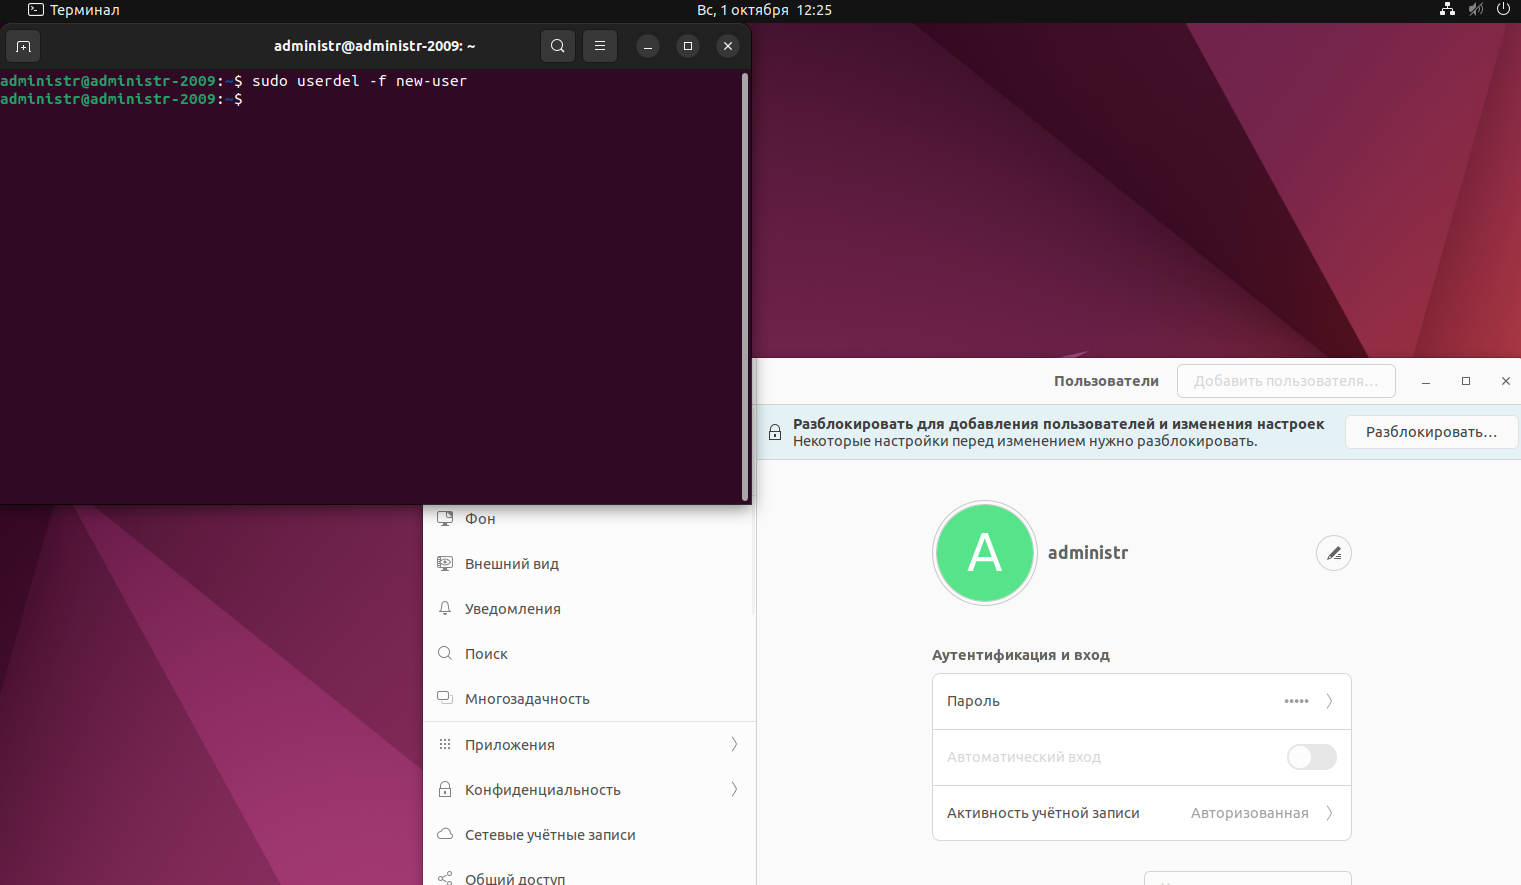 Терминал
Вс, 1 октября 12:25
administr@administr-2009: ~
administr@administr-2009:~$ sudo userdel -f new-user
administr@administr-2009:~$
Пользователи
Добавить пользователя…
Разблокировать для добавления пользователей и изменения настроек
Некоторые настройки перед изменением нужно разблокировать.
Разблокировать…
Фон
Внешний вид
Уведомления
Поиск
Многозадачность
Приложения
Конфиденциальность
Сетевые учётные записи
Общий доступ
A
administr
Аутентификация и вход
Пароль •••••
Автоматический вход
Активность учётной записи Авторизованная